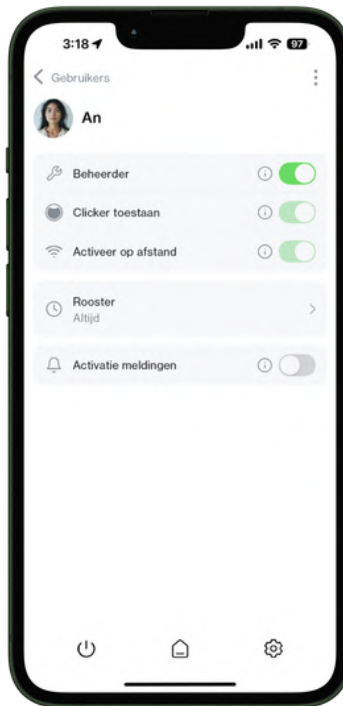 3:18
97
Gebruikers
An
Beheerder
Clicker toestaan
Activeer op afstand
Rooster
Altijd
Activatie meldingen